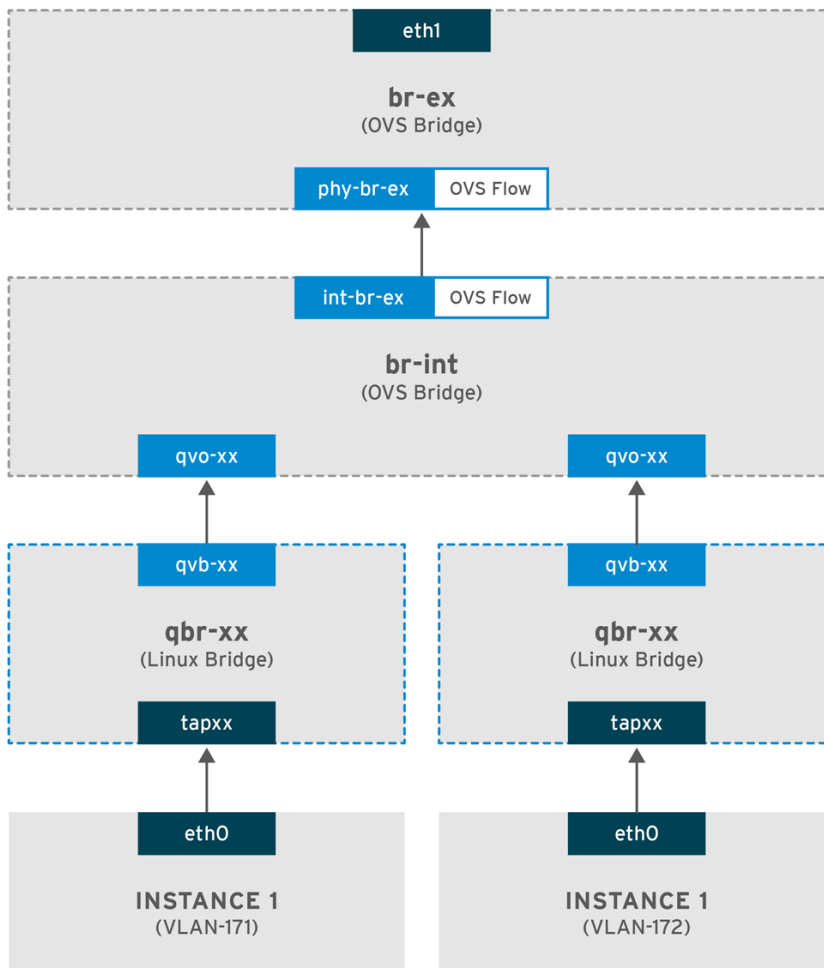 eth1
br-ex
(OVS Bridge)
phy-br-ex OVS Flow
int-br-ex OVS Flow
br-int
(OVS Bridge)
qvo-xx qvo-xx
qvb-xx qvb-xx
qbr-xx qbr-xx
(Linux Bridge) (Linux Bridge)
tapxx tapxx
eth0 eth0
INSTANCE 1 INSTANCE 1
(VLAN-171) (VLAN-172)